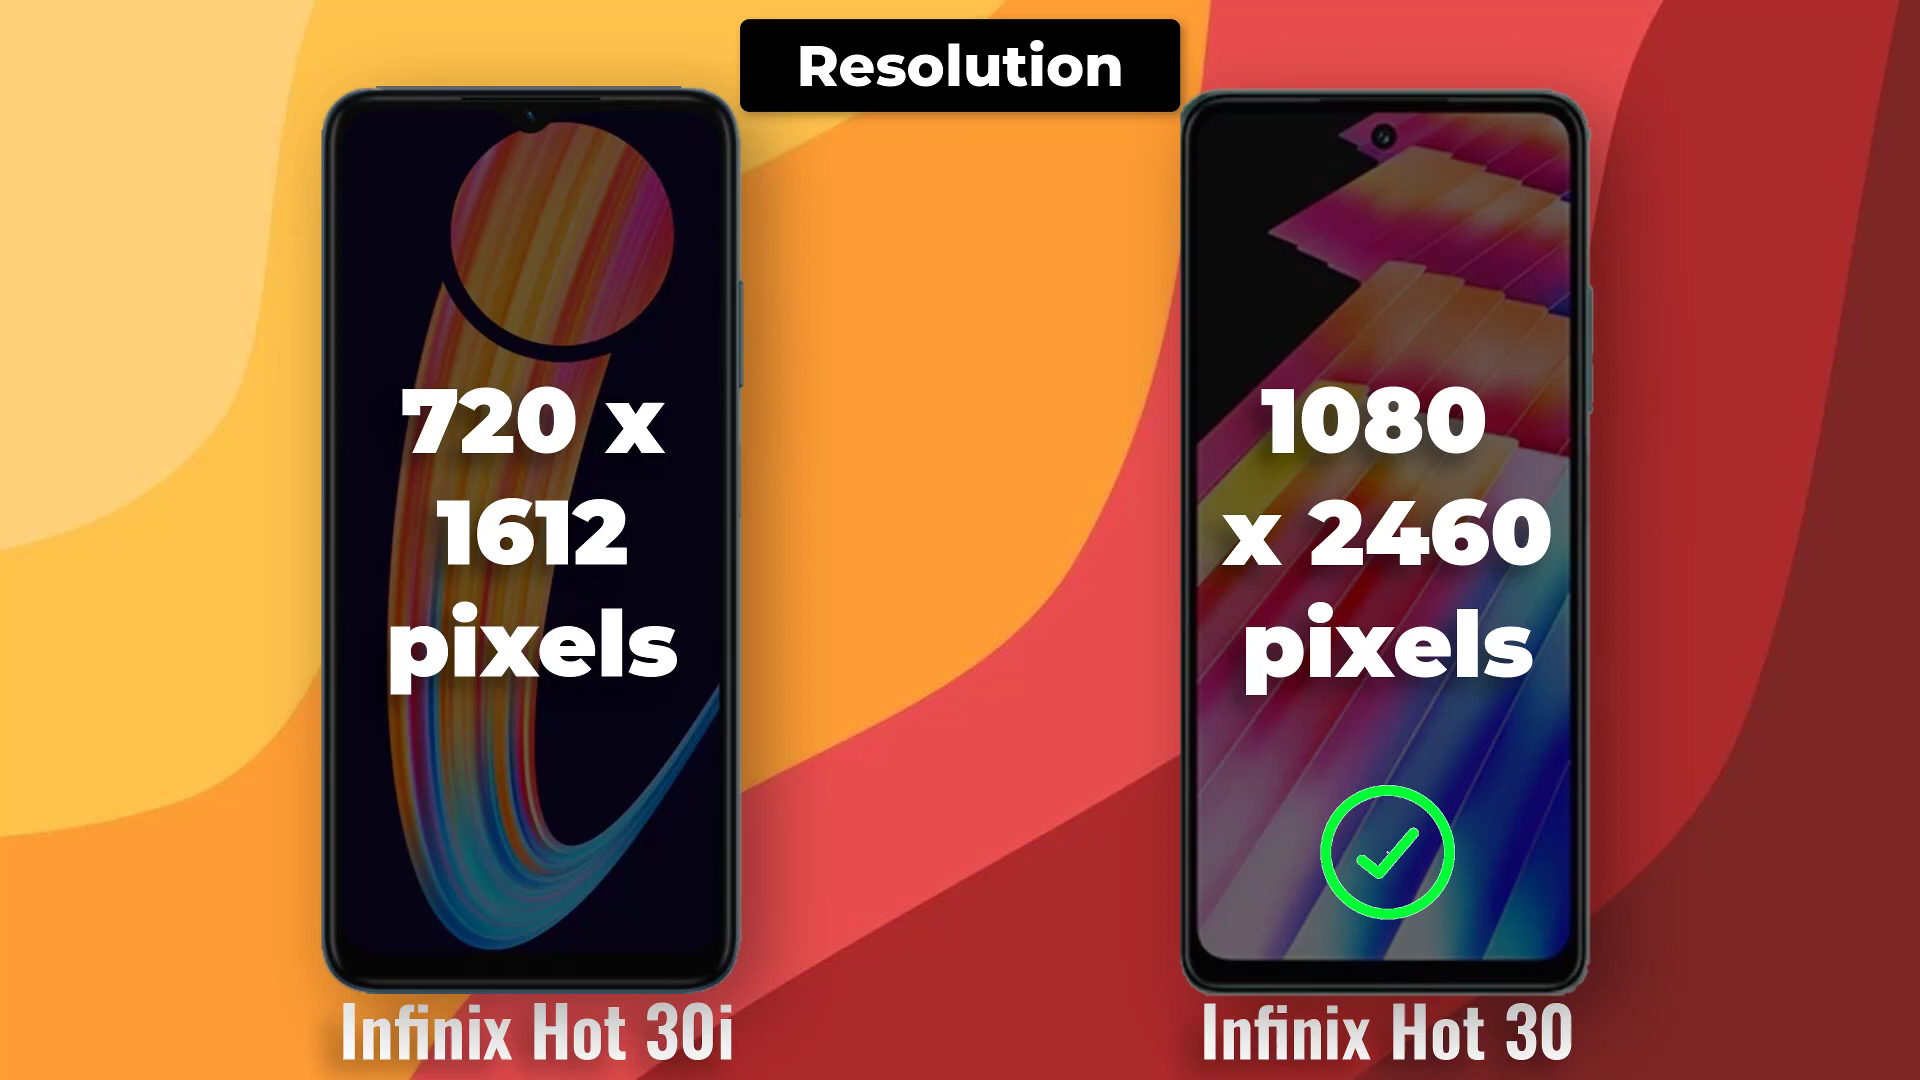 Resolution
720 x
1612
pixels
1080
x 2460
pixels
Infinix Hot 30i
Infinix Hot 30